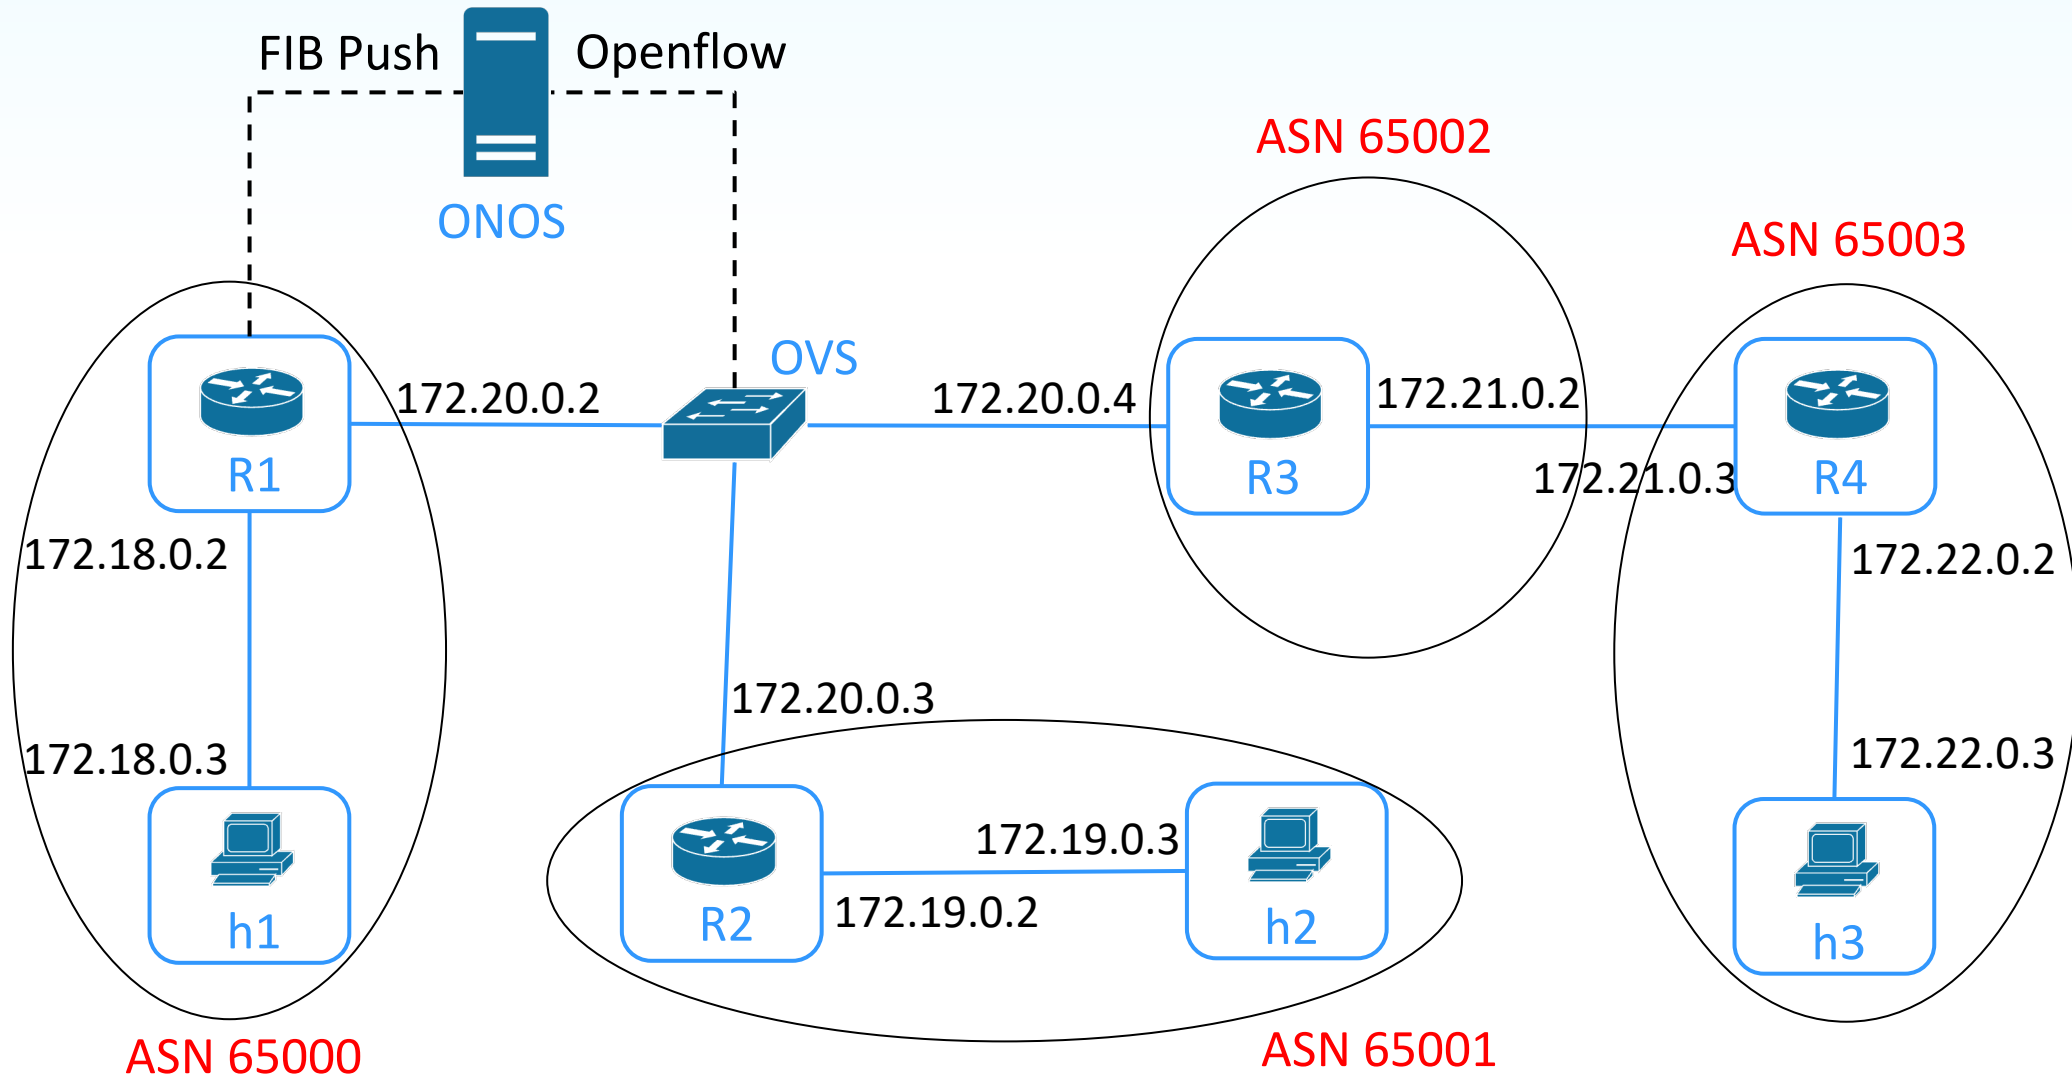 FIB Push
Openflow
ONOS
ASN 65002
ASN 65003
OVS
172.20.0.2
172.20.0.4
172.21.0.2
R1
R3
172.21.0.3
R4
172.18.0.2
172.22.0.2
172.20.0.3
172.18.0.3
172.22.0.3
172.19.0.3
h1
R2
172.19.0.2
h2
h3
ASN 65000
ASN 65001